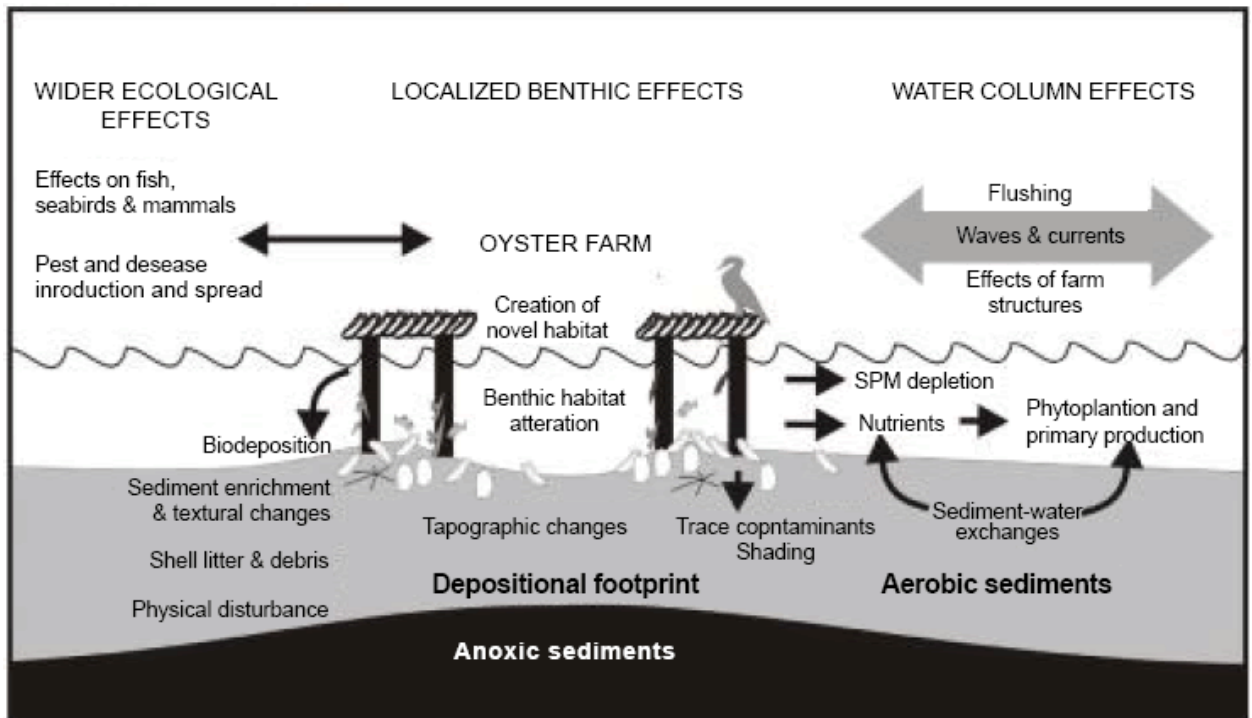 WIDER ECOLOGICAL
EFFECTS
LOCALIZED BENTHIC EFFECTS
WATER COLUMN EFFECTS
Effects on fish,
seabirds & mammals
Pest and desease
inroduction and spread
OYSTER FARM
Creation of
novel habitat
Flushing
Waves & currents
Effects of farm
structures
Benthic habitat
atteration
SPM depletion
Nutrients
Phytoplantion and
primary production
Biodeposition
Sediment enrichment
& textural changes
Shell litter & debris
Physical disturbance
Tapographic changes
Trace copntaminants
Shading
Sediment-water
exchanges
Depositional footprint
Aerobic sediments
Anoxic sediments